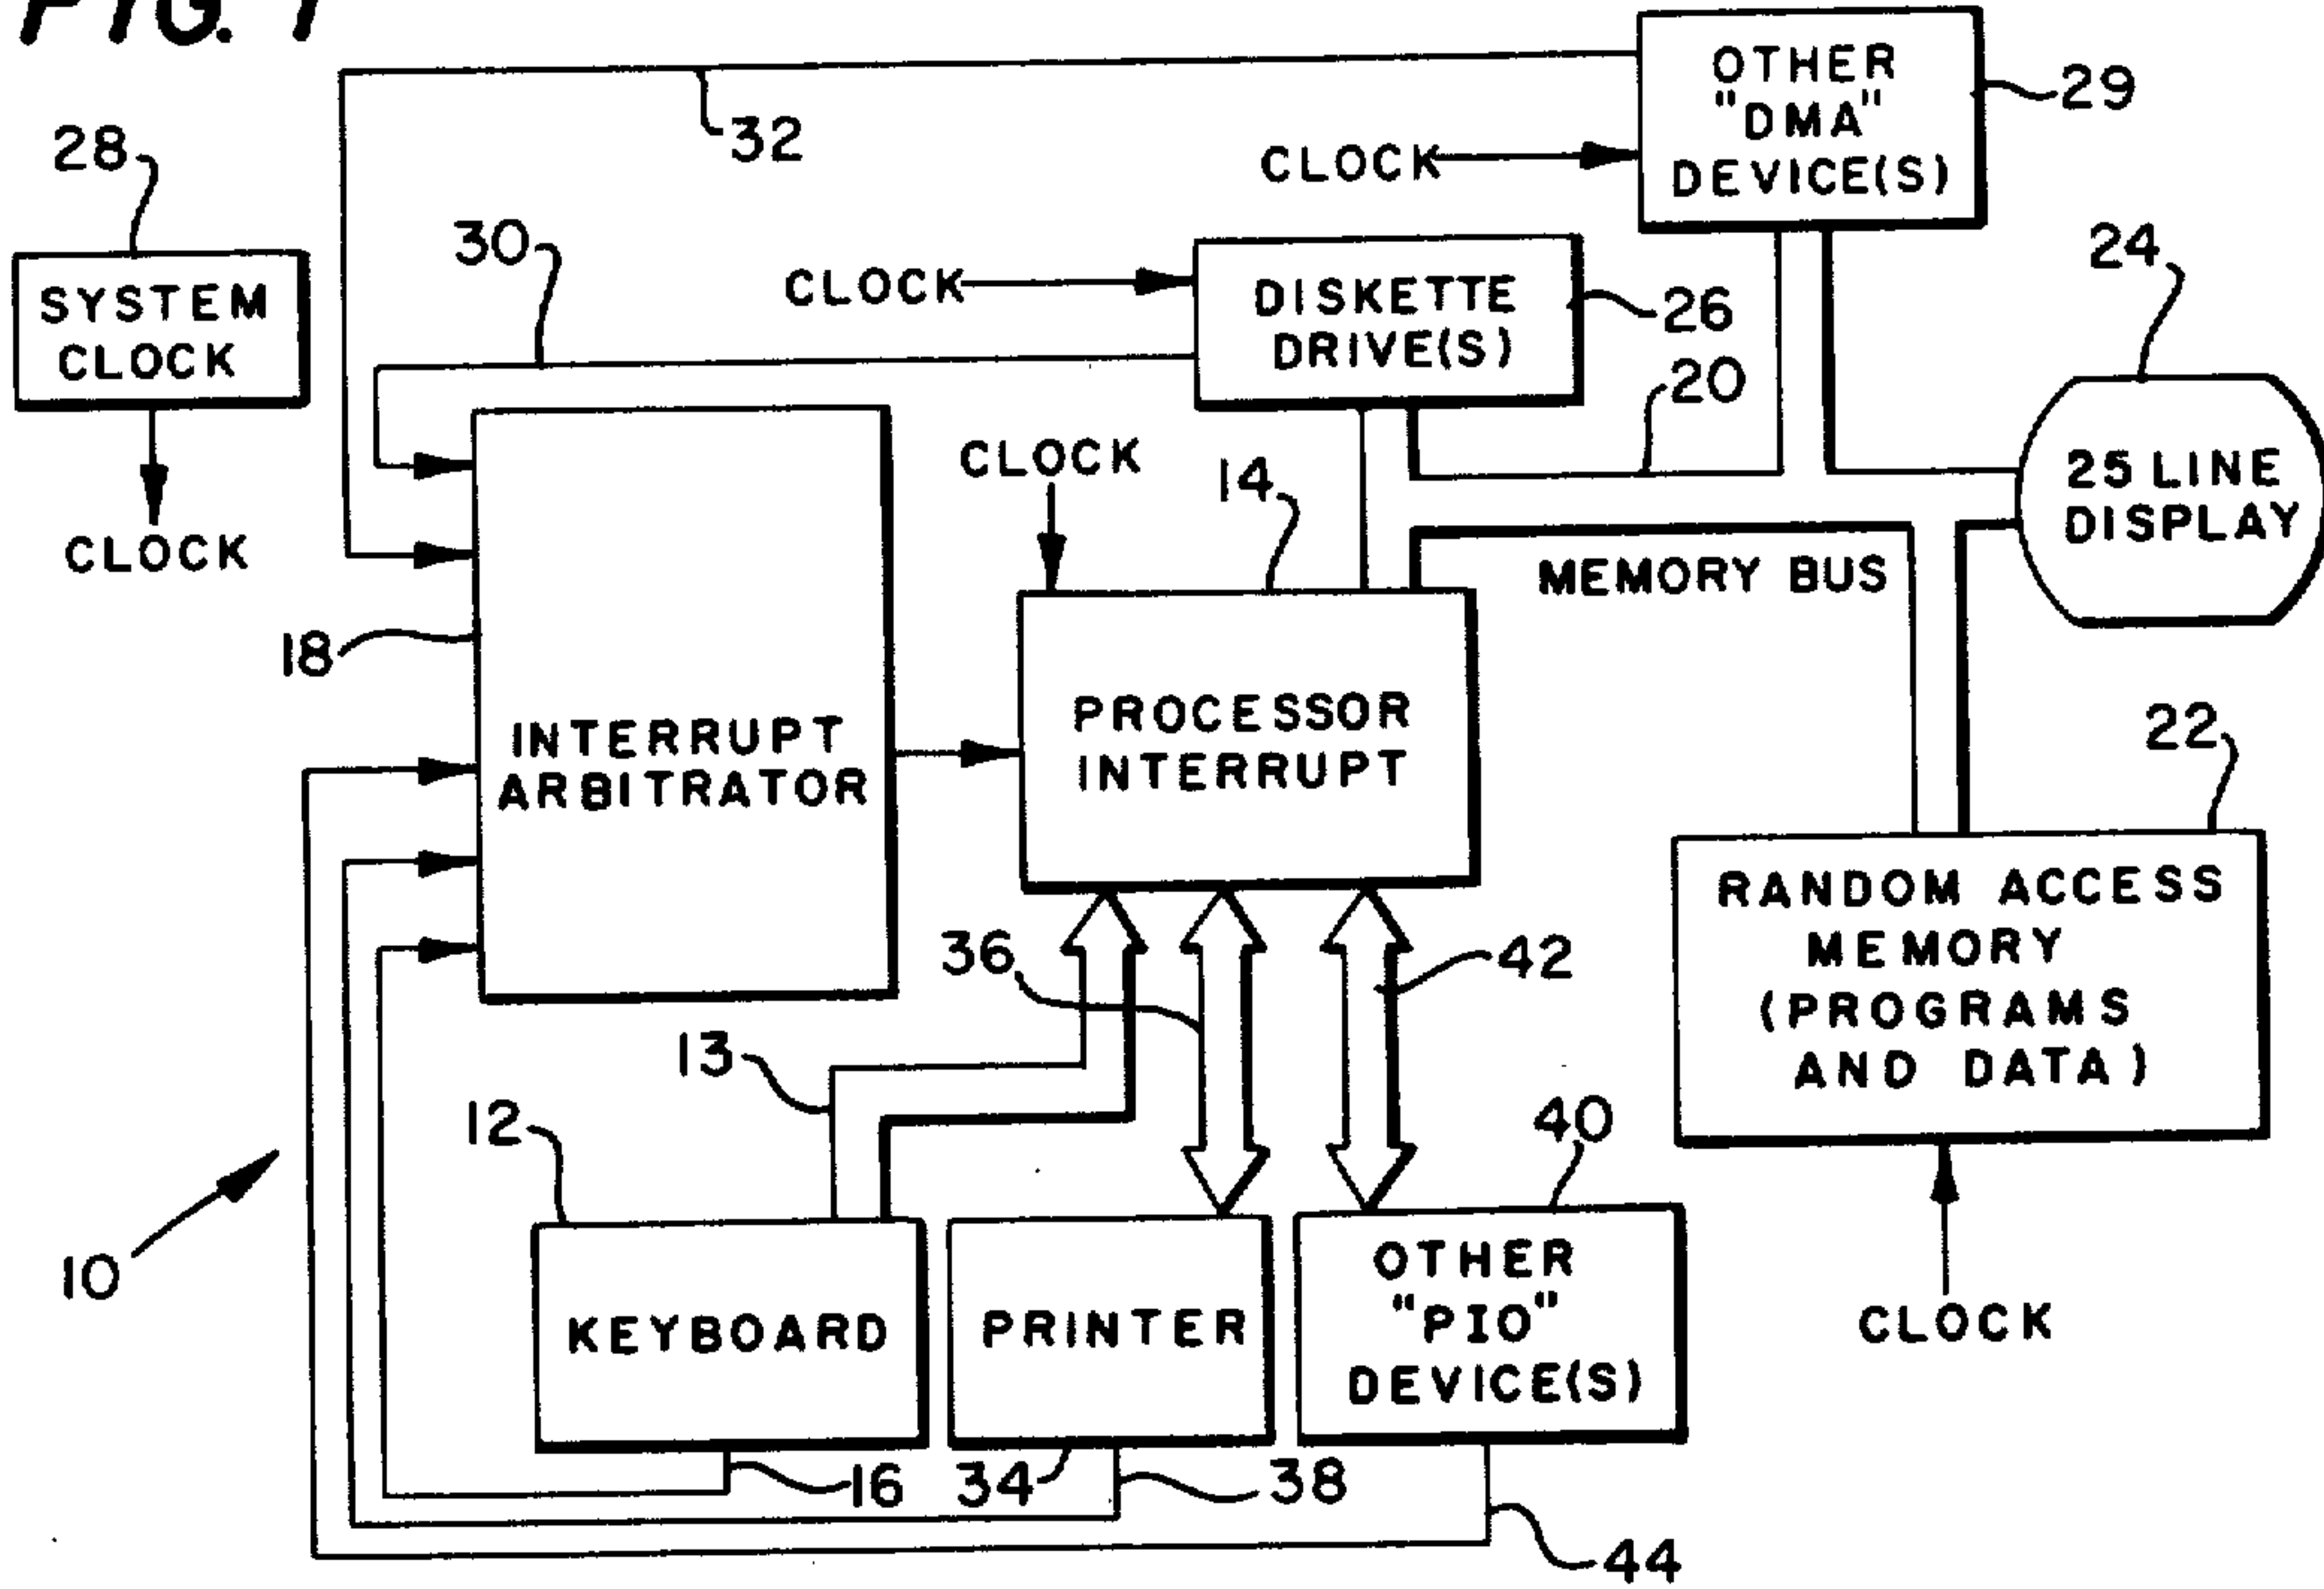 FIG. 1
OTHER
"DMA"
DEVICE(S)
29
32
CLOCK
28
SYSTEM
CLOCK
CLOCK
30
CLOCK
DISKETTE
DRIVE(S)
26
20
24
25 LINE
DISPLAY
CLOCK
14
MEMORY BUS
18
INTERRUPT
ARBITRATOR
PROCESSOR
INTERRUPT
22
RANDOM ACCESS
MEMORY
(PROGRAMS
AND DATA)
CLOCK
36
42
13
12
40
10
KEYBOARD
PRINTER
OTHER
"PIO"
DEVICE(S)
16
34
38
44